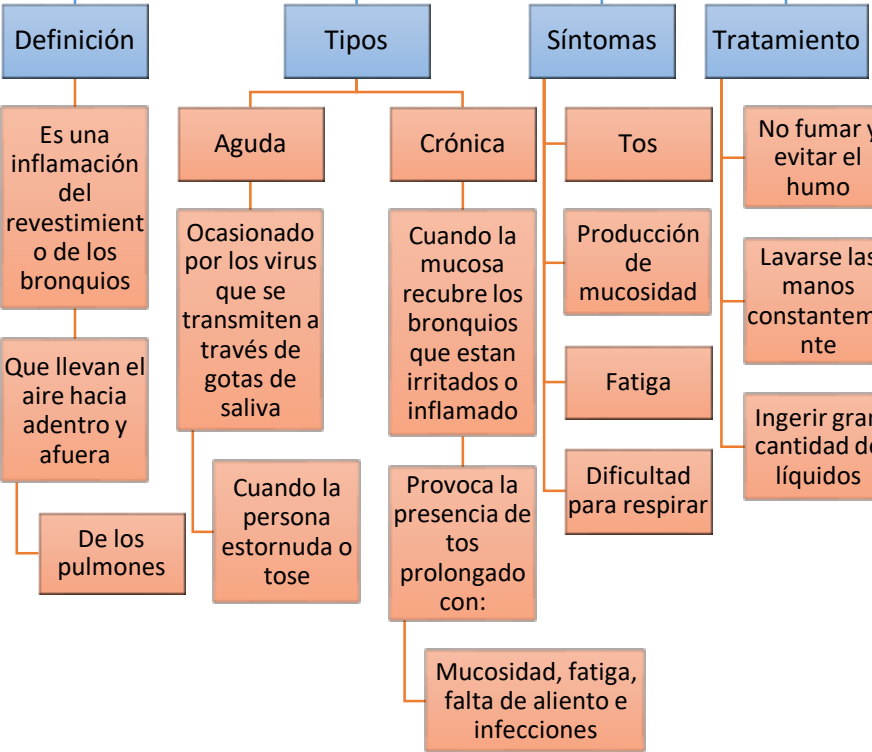 Definición
Es una
inflamación
del
revestimient
o de los
bronquios
Que llevan el
aire hacia
adentro y
afuera
De los
pulmones
Tipos
Aguda
Ocasionado
por los virus
que se
transmiten a
través de
gotas de
saliva
Cuando la
persona
estornuda o
tose
Crónica
Cuando la
mucosa
recubre los
bronquios
que estan
irritados o
inflamado
Provoca la
presencia de
tos
prolongado
con:
Mucosidad, fatiga,
falta de aliento e
infecciones
Síntomas
Tos
Producción
de
mucosidad
Fatiga
Dificultad
para respirar
Tratamiento
No fumar y
evitar el
humo
Lavarse las
manos
constanteme
nte
Ingerir gran
cantidad de
líquidos